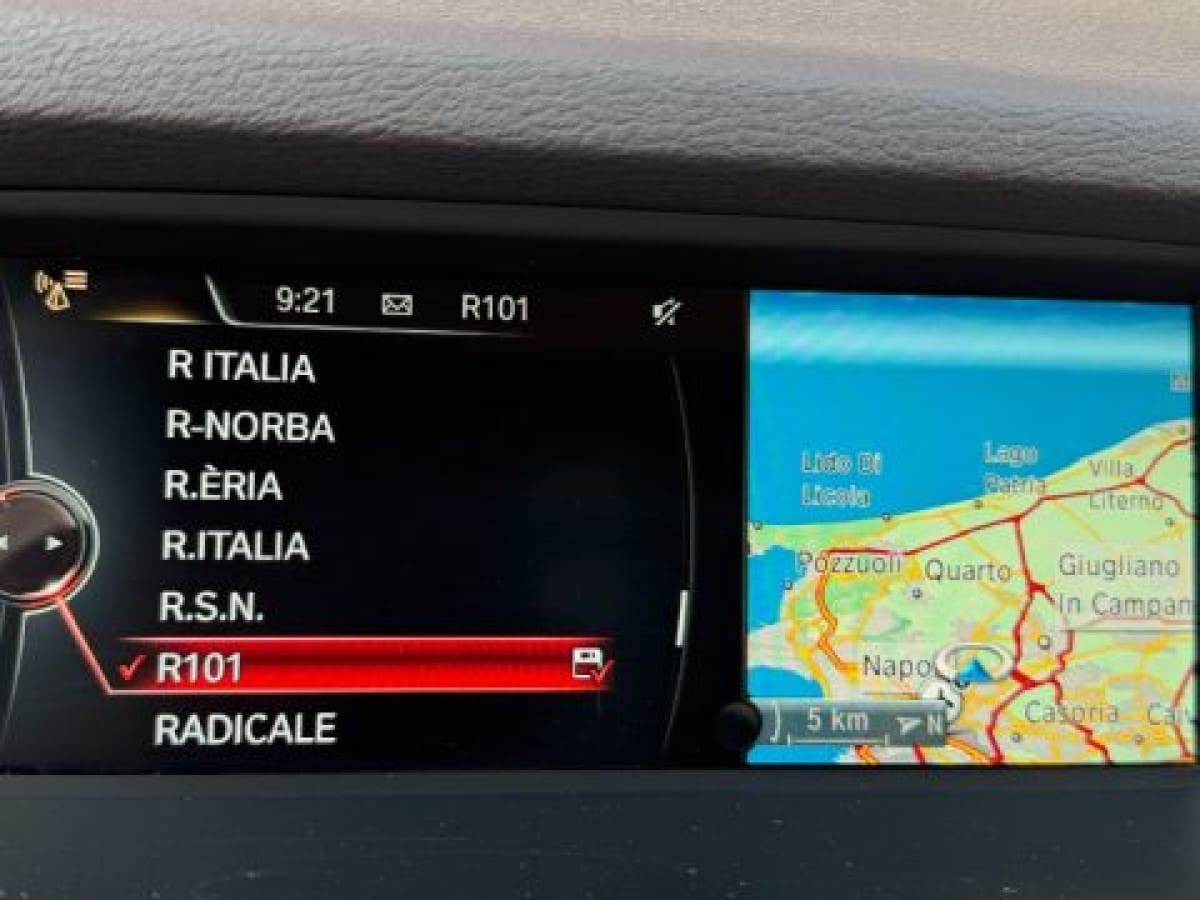 9:21 R101
R ITALIA
R-NORBA
R.ÈRIA
R.ITALIA
R.S.N.
R101
RADICALE
Lido Di
Licola
Lago
Patria
Villa
Literno
Pozzuoli
Quarto
Giugliano
In Campan
Napo
Casoria
Caiv
5 km
N